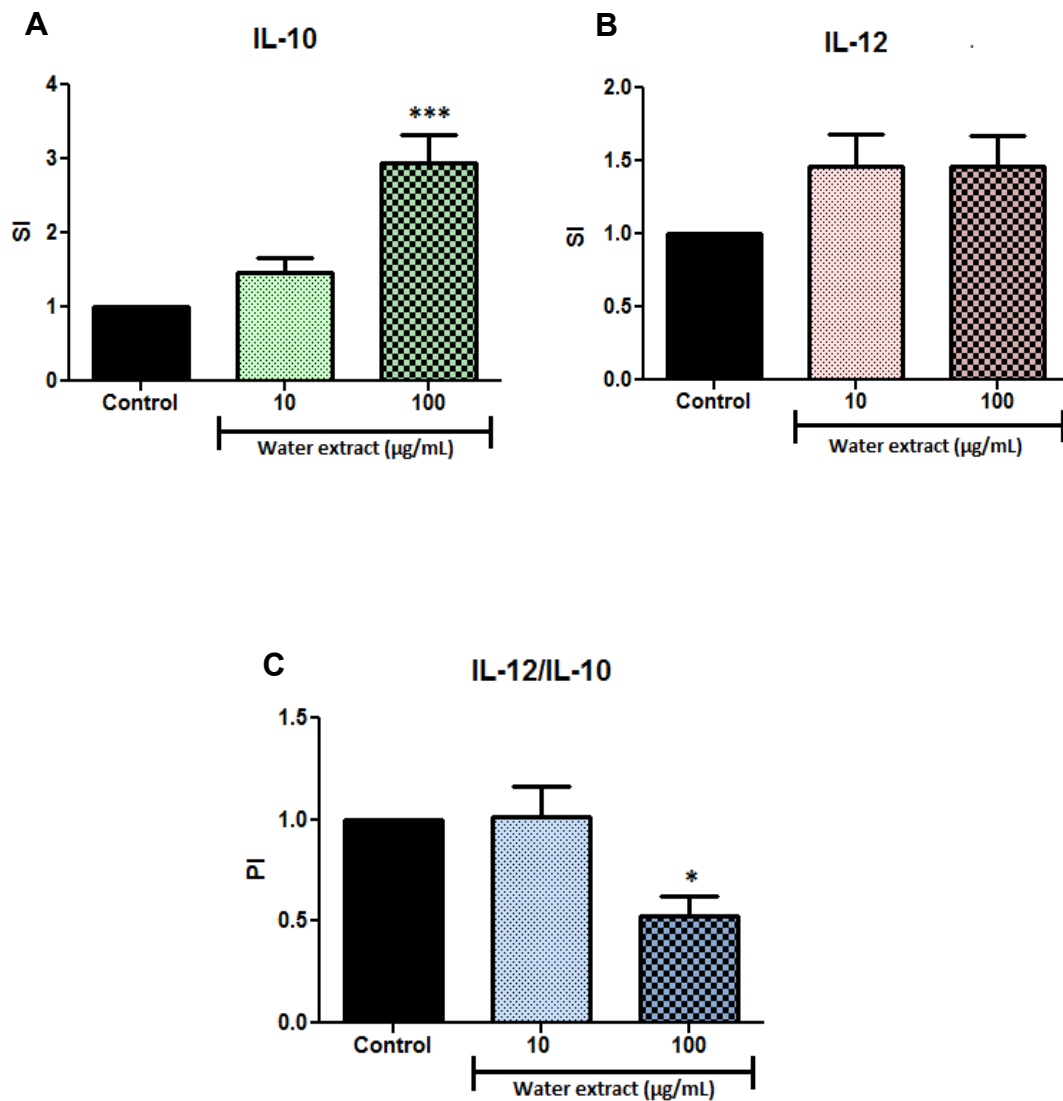 A
IL-10
SI
4
3
2
1
0
***
Control
10
100
Water extract (µg/mL)
B
IL-12
SI
2.0
1.5
1.0
0.5
0.0
Control
10
100
Water extract (µg/mL)
C
IL-12/IL-10
PI
1.5
1.0
0.5
0.0
*
Control
10
100
Water extract (µg/mL)